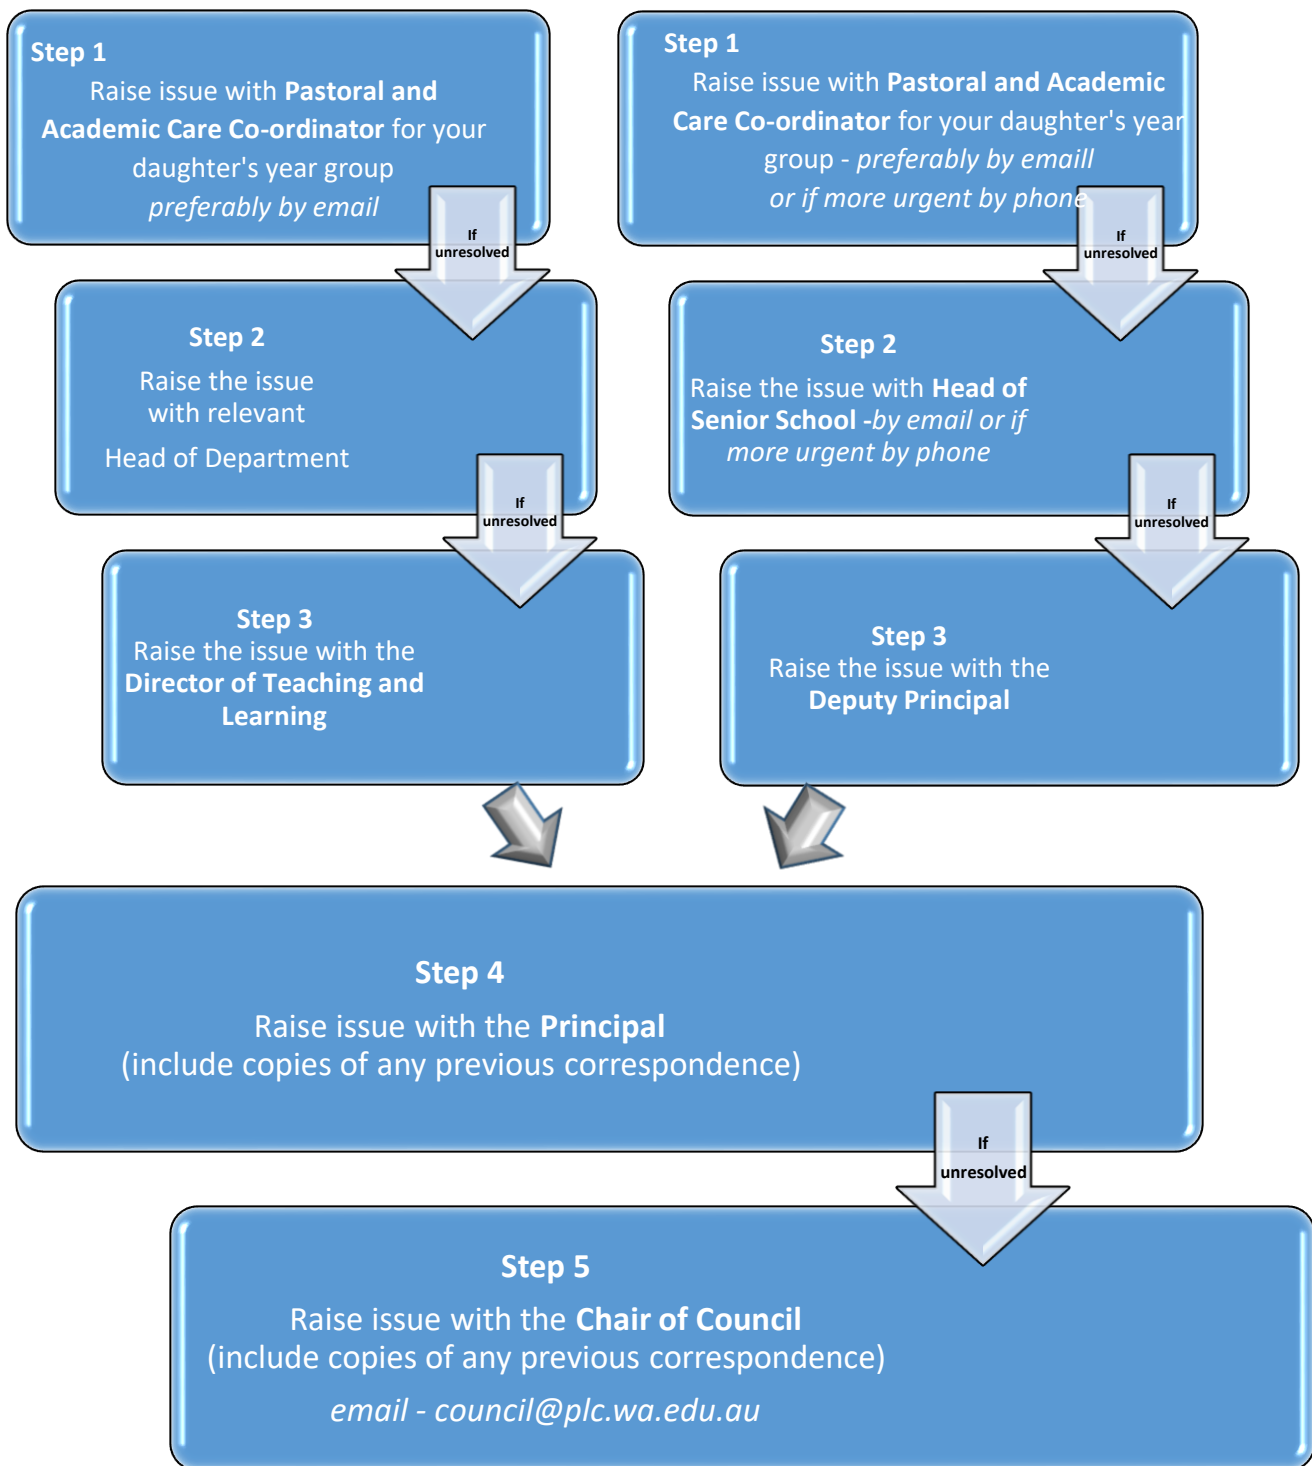 Step 1
Raise issue with Pastoral and
Academic Care Co-ordinator for your
daughter's year group
preferably by email
If
unresolved
Step 1
Raise issue with Pastoral and Academic
Care Co-ordinator for your daughter's year
group - preferably by emaill
or if more urgent by phone
If
unresolved
Step 2
Raise the issue
with relevant
Head of Department
If
unresolved
Step 2
Raise the issue with Head of
Senior School -by email or if
more urgent by phone
If
unresolved
Step 3
Raise the issue with the
Director of Teaching and
Learning
Step 3
Raise the issue with the
Deputy Principal
Step 4
Raise issue with the Principal
(include copies of any previous correspondence)
If
unresolved
Step 5
Raise issue with the Chair of Council
(include copies of any previous correspondence)
email - council@plc.wa.edu.au